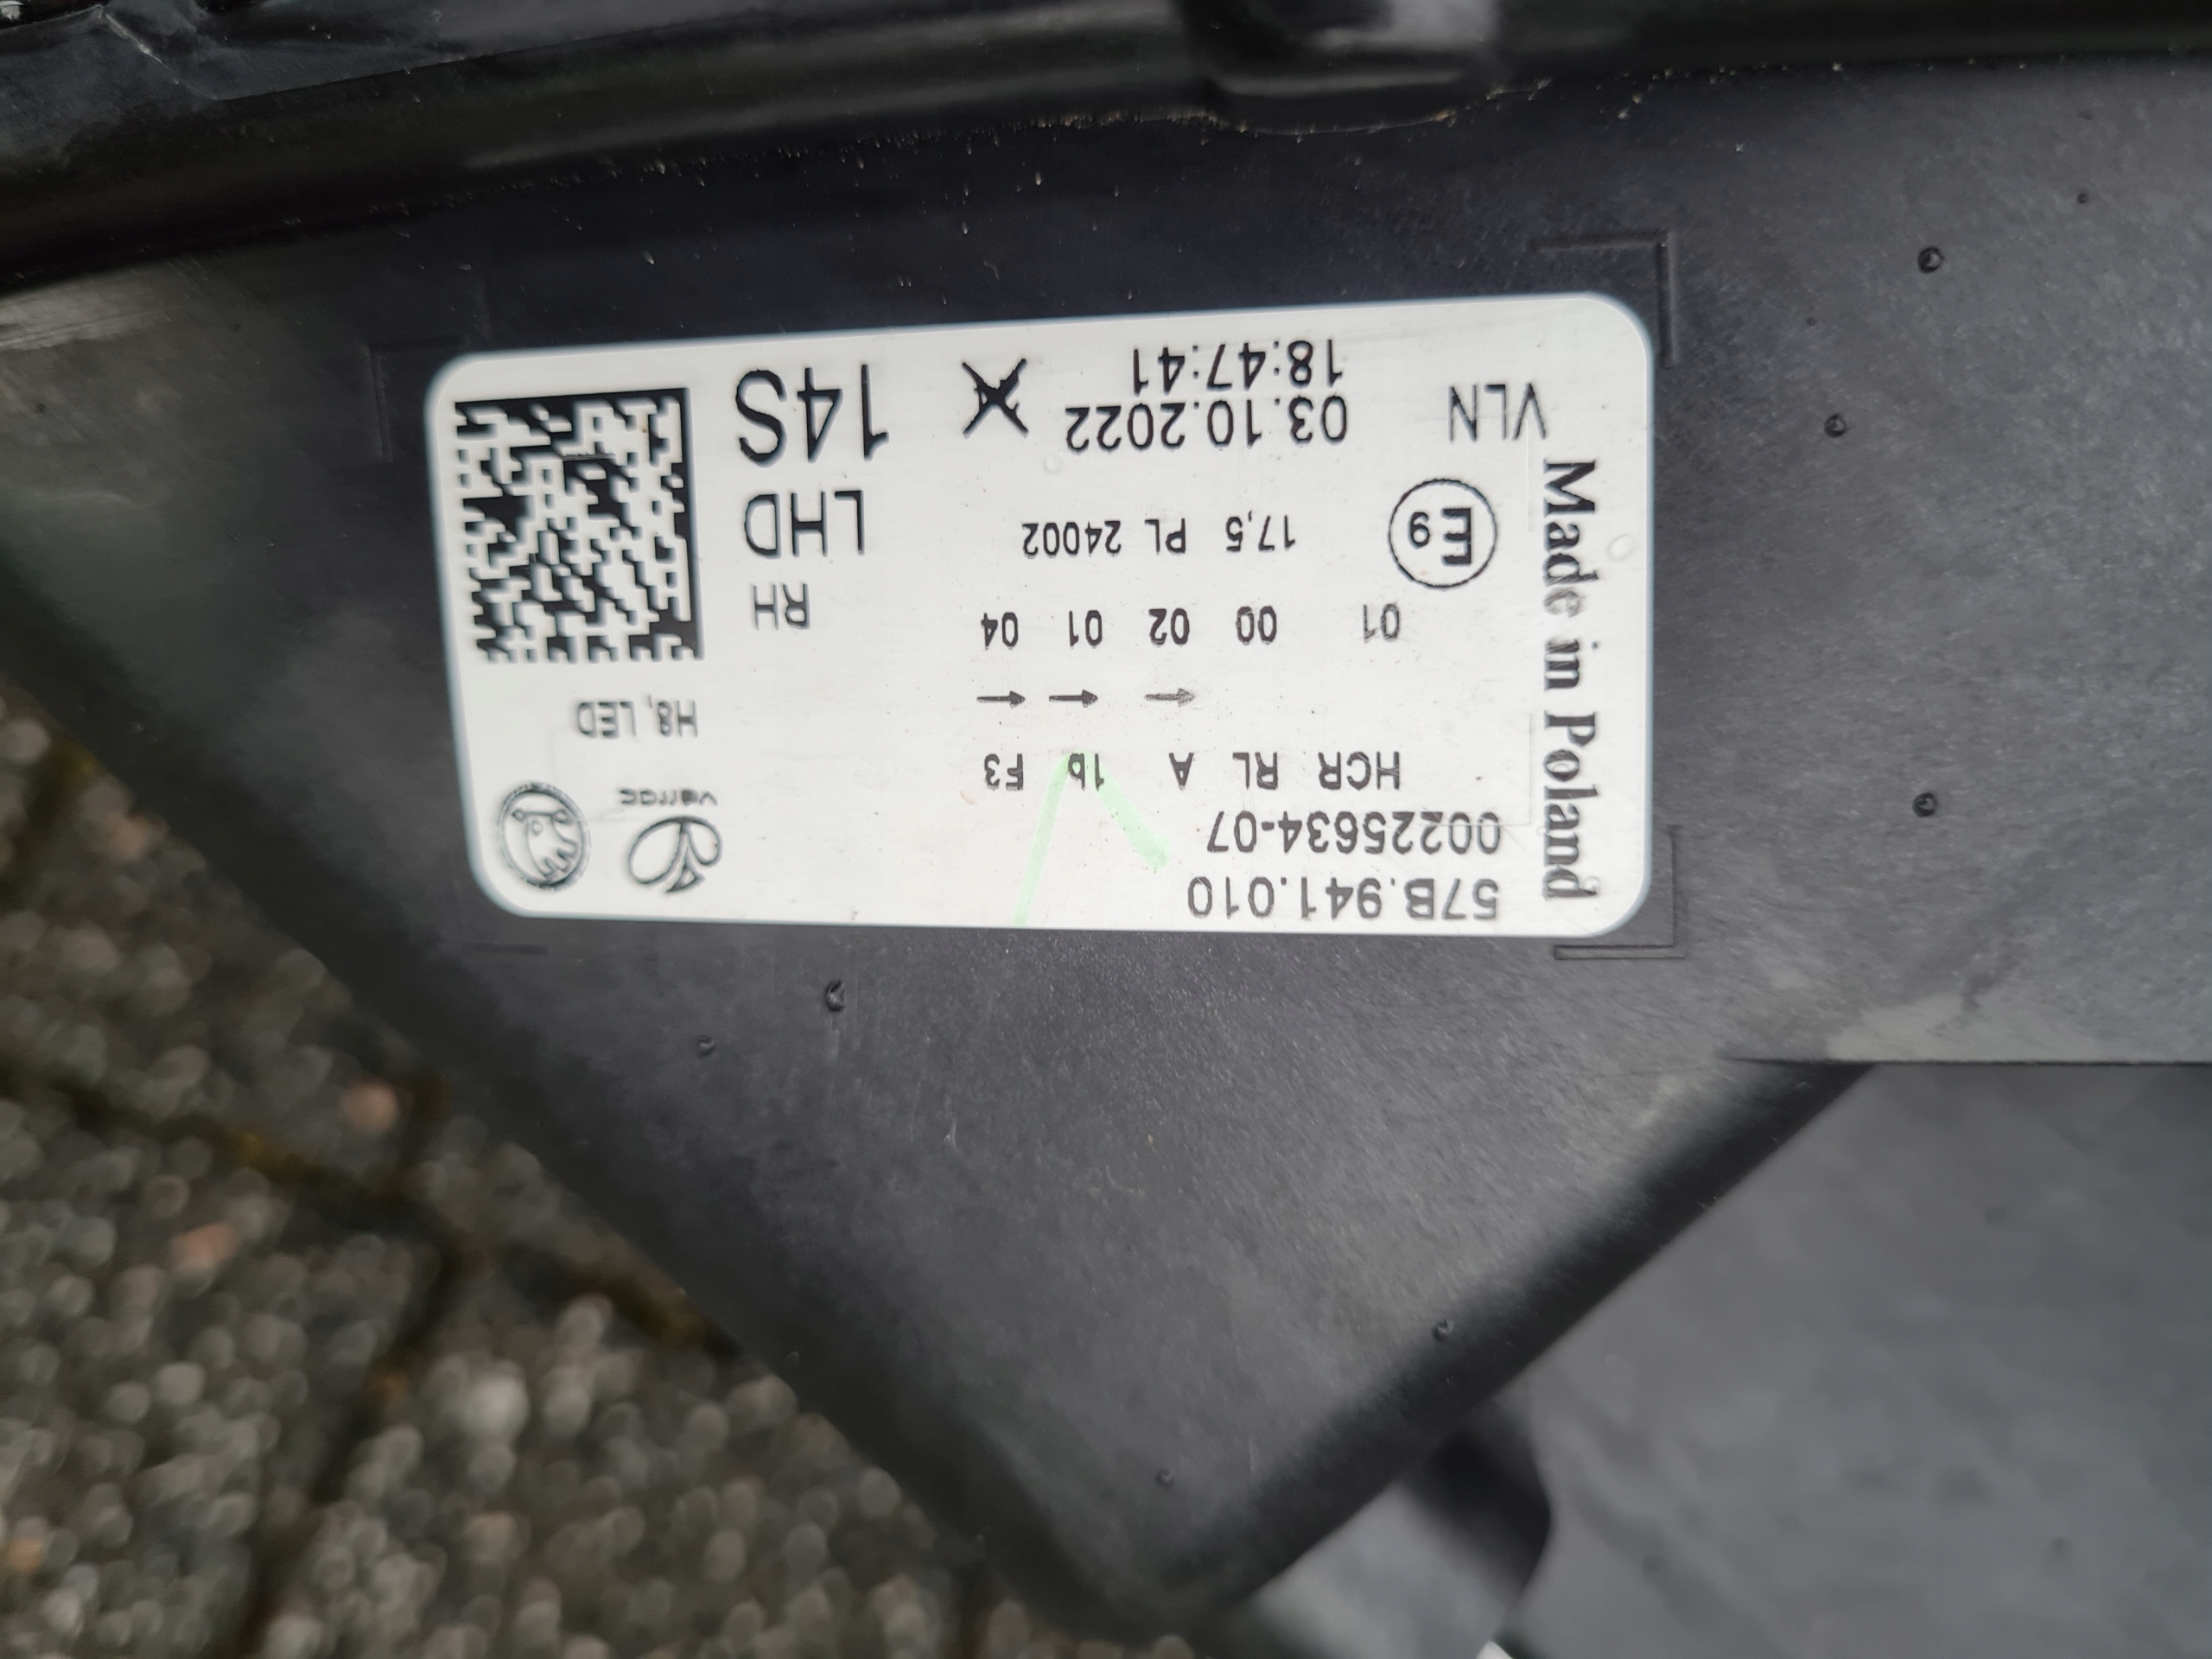 57B.941.010
00225634-07
HCR RL A 1b F3
← ← ←
01 00 02 01 04
E9 17,5 PL 24002
VLN 03.10.2022
18:47:41
Made in Poland
varroc
H8, LED
RH
LHD
14S